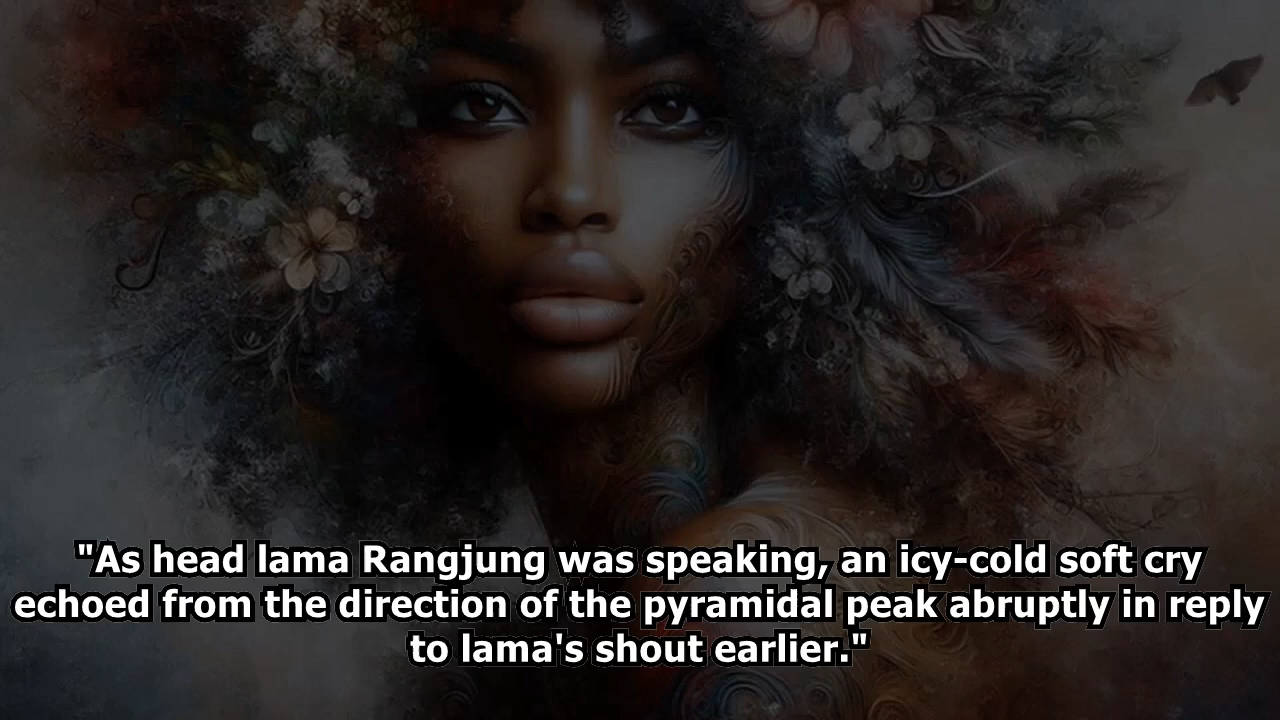 "As head lama Rangjung was speaking, an icy-cold soft cry
echoed from the direction of the pyramidal peak abruptly in reply
to lama's shout earlier."